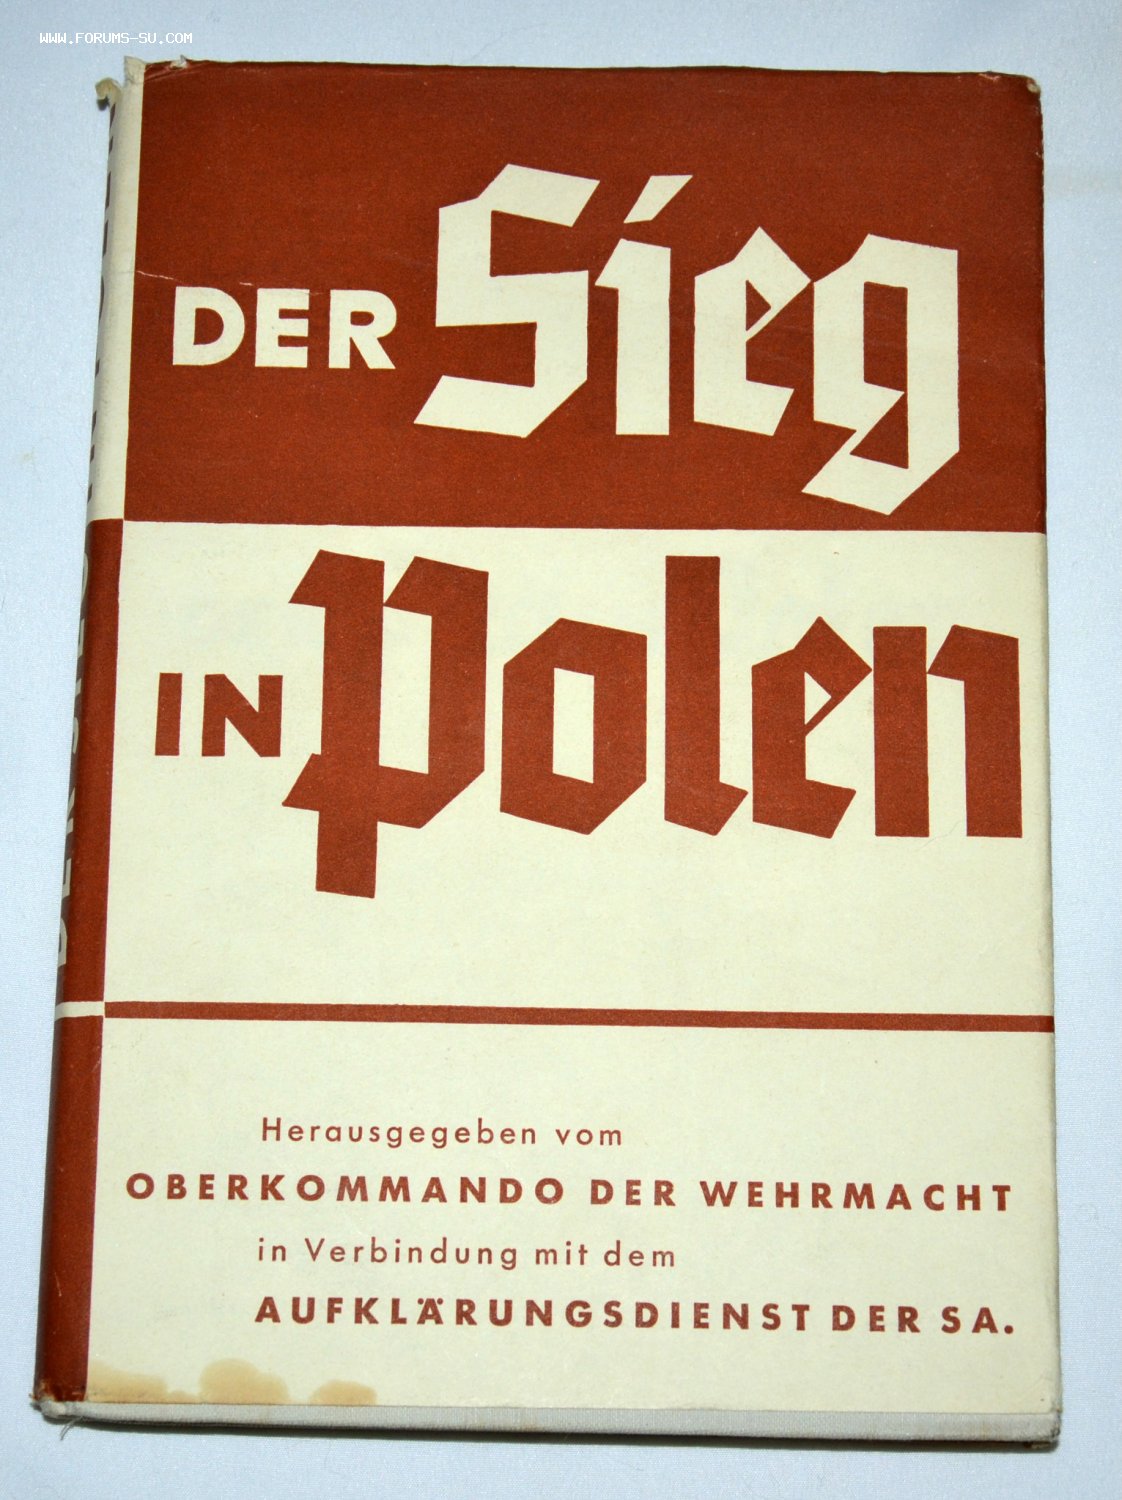 WWW.FORUMS-SU.COM
DER Sieg
IN Polen
Herausgegeben vom
OBERKOMMANDO DER WEHRMACHT
in Verbindung mit dem
AUFKLÄRUNGSDIENST DER SA.